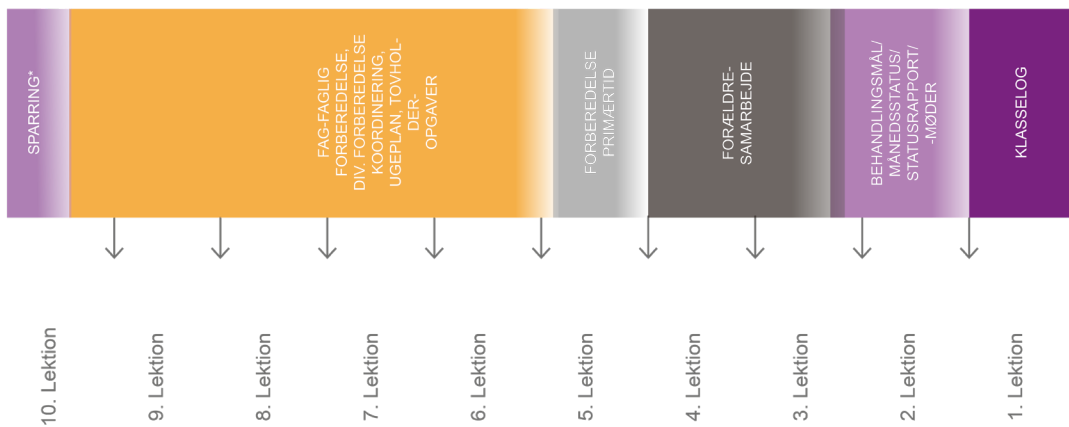 SPARRING*
FAG-FAGLIG
FORBEREDELSE,
DIV. FORBEREDELSE
KOORDINERING,
UGEPLAN, TOVHOL-
DER-
OPGAVER
FORBEREDELSE
PRIMÆRTID
FORÆLDRE-
SAMARBEJDE
BEHANDLINGSMÅL/
MÅNEDSSTATUS/
STATUSRAPPORT/
-MØDER
KLASSELOG
10. Lektion
9. Lektion
8. Lektion
7. Lektion
6. Lektion
5. Lektion
4. Lektion
3. Lektion
2. Lektion
1. Lektion